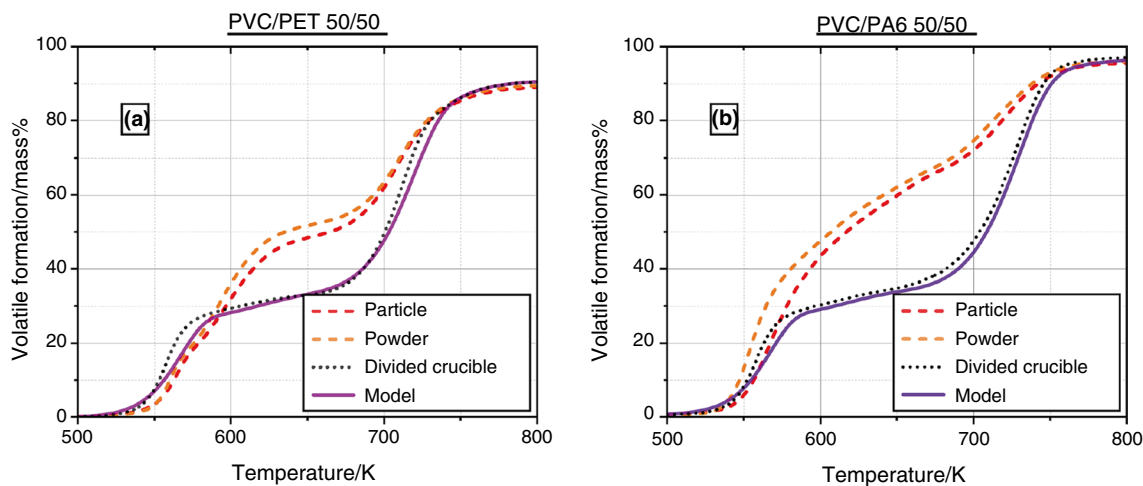 PVC/PET 50/50
100
80
60
40
20
0
Volatile formation/mass%
(a)
Particle
Powder
Divided crucible
Model
500
600
700
800
Temperature/K
PVC/PA6 50/50
100
80
60
40
20
0
Volatile formation/mass%
(b)
Particle
Powder
Divided crucible
Model
500
600
700
800
Temperature/K